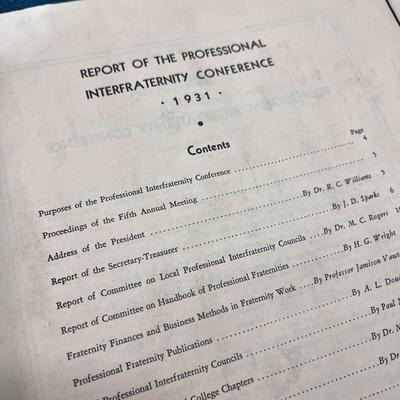 REPORT OF THE PROFESSIONAL
INTERFRATERNITY CONFERENCE
· 1931 ·
Contents
Page
Purposes of the Professional Interfraternity Conference 4
Proceedings of the Fifth Annual Meeting 5
Address of the President By Dr. R. C. Williams 5
Report of the Secretary-Treasurer By J. D. Sparks 6
Report of Committee on Local Professional Interfraternity Councils By Dr. M. C. Rogers
Report of Committee on Handbook of Professional Fraternities By H. G. Wright
Fraternity Finances and Business Methods in Fraternity Work By Professor Jamison
Professional Fraternity Publications By A. L.
Professional Interfraternity Councils By Paul
of College Chapters By Dr.
By Dr.